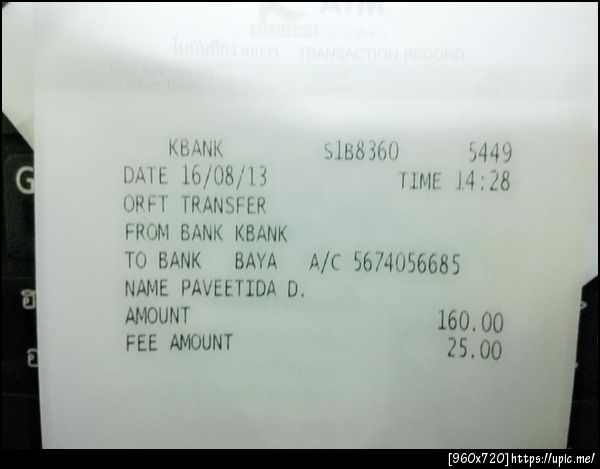 ATM
ใบบันทึกรายการ TRANSACTION RECORD
KBANK S1B8360 5449
DATE 16/08/13 TIME 14:28
ORFT TRANSFER
FROM BANK KBANK
TO BANK BAYA A/C 5674056685
NAME PAVEETIDA D.
AMOUNT 160.00
FEE AMOUNT 25.00
G
[960x720]https://upic.me/